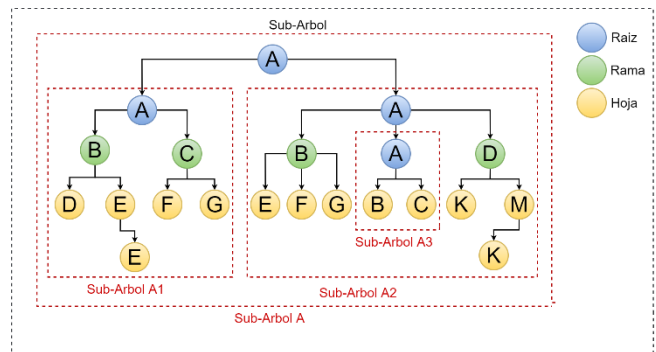 Sub-Arbol
Raiz
A
Rama
A
A
Hoja
B
C
B
A
D
D
E
F
G
E
F
G
B
C
K
M
Sub-Arbol A3
E
K
Sub-Arbol A1
Sub-Arbol A2
Sub-Arbol A